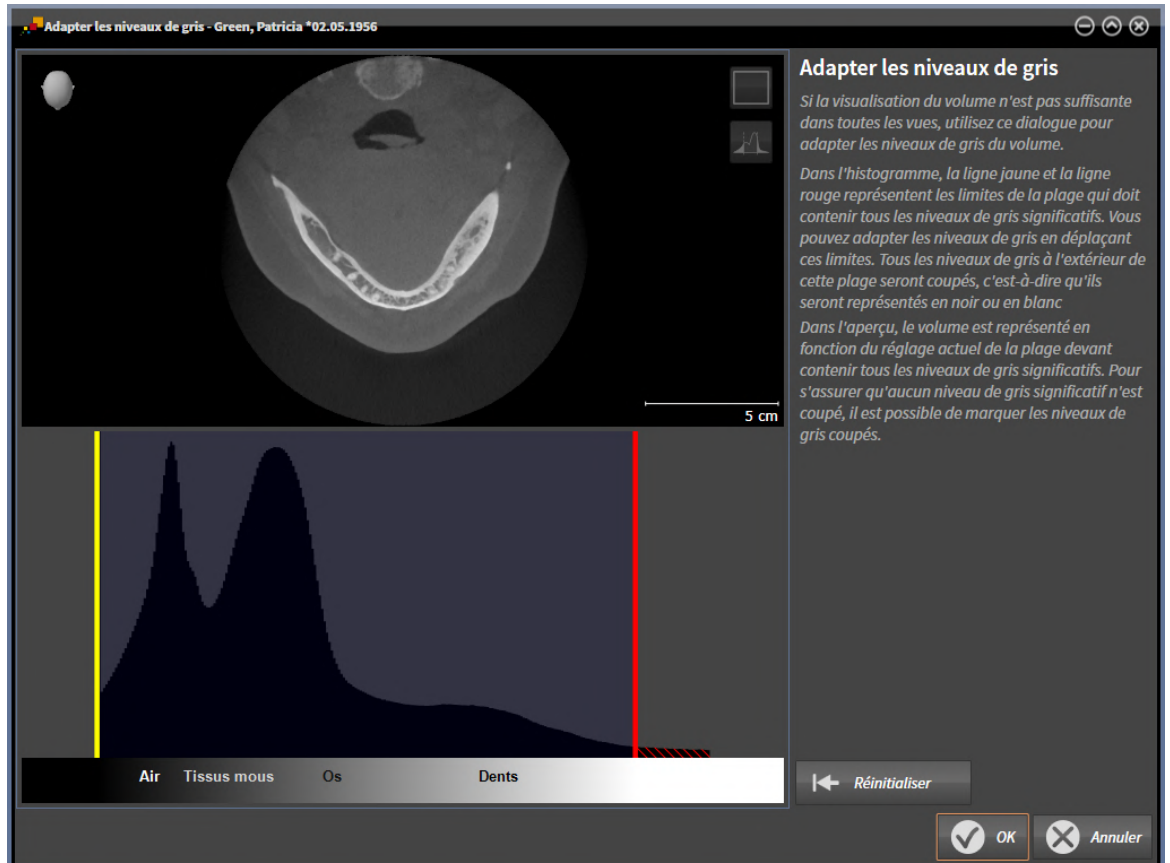 Adapter les niveaux de gris - Green, Patricia *02.05.1956
5 cm
Air Tissus mous Os Dents
Adapter les niveaux de gris
Si la visualisation du volume n'est pas suffisante
dans toutes les vues, utilisez ce dialogue pour
adapter les niveaux de gris du volume.
Dans l'histogramme, la ligne jaune et la ligne
rouge représentent les limites de la plage qui doit
contenir tous les niveaux de gris significatifs. Vous
pouvez adapter les niveaux de gris en déplaçant
ces limites. Tous les niveaux de gris à l'extérieur de
cette plage seront coupés, c'est-à-dire qu'ils
seront représentés en noir ou en blanc
Dans l'aperçu, le volume est représenté en
fonction du réglage actuel de la plage devant
contenir tous les niveaux de gris significatifs. Pour
s'assurer qu'aucun niveau de gris significatif n'est
coupé, il est possible de marquer les niveaux de
gris coupés.
Réinitialiser
OK Annuler